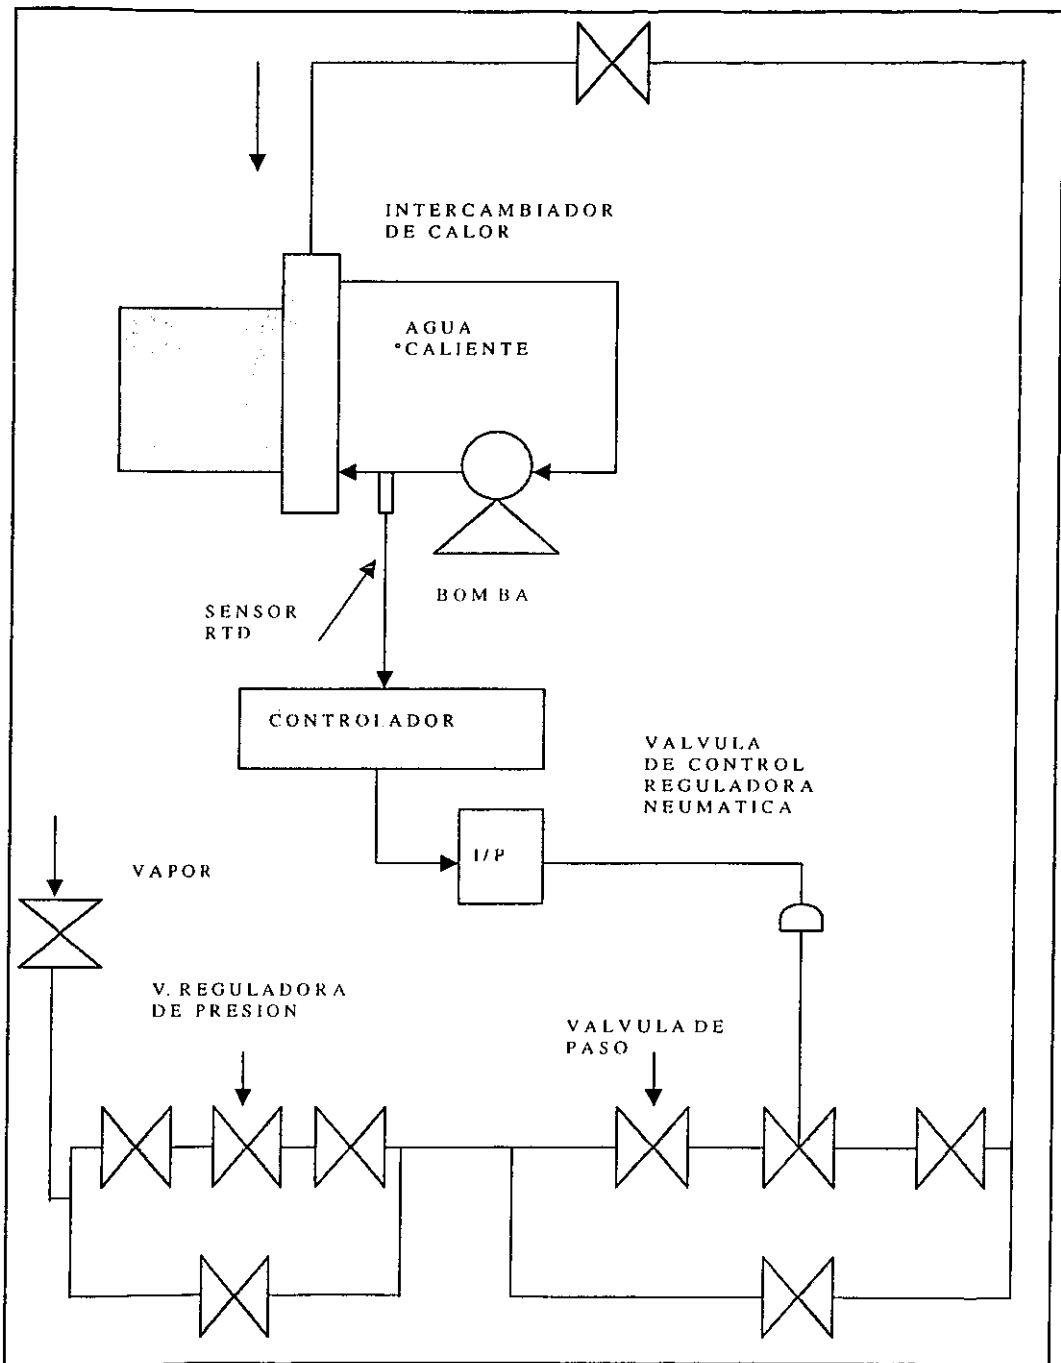 INTERCAMBIADOR
DE CALOR
AGUA
°CALIENTE
BOMBA
SENSOR
RTD
CONTROLADOR
VALVULA
DE CONTROL
REGULADORA
NEUMATICA
I/P
VAPOR
V. REGULADORA
DE PRESION
VALVULA DE
PASO